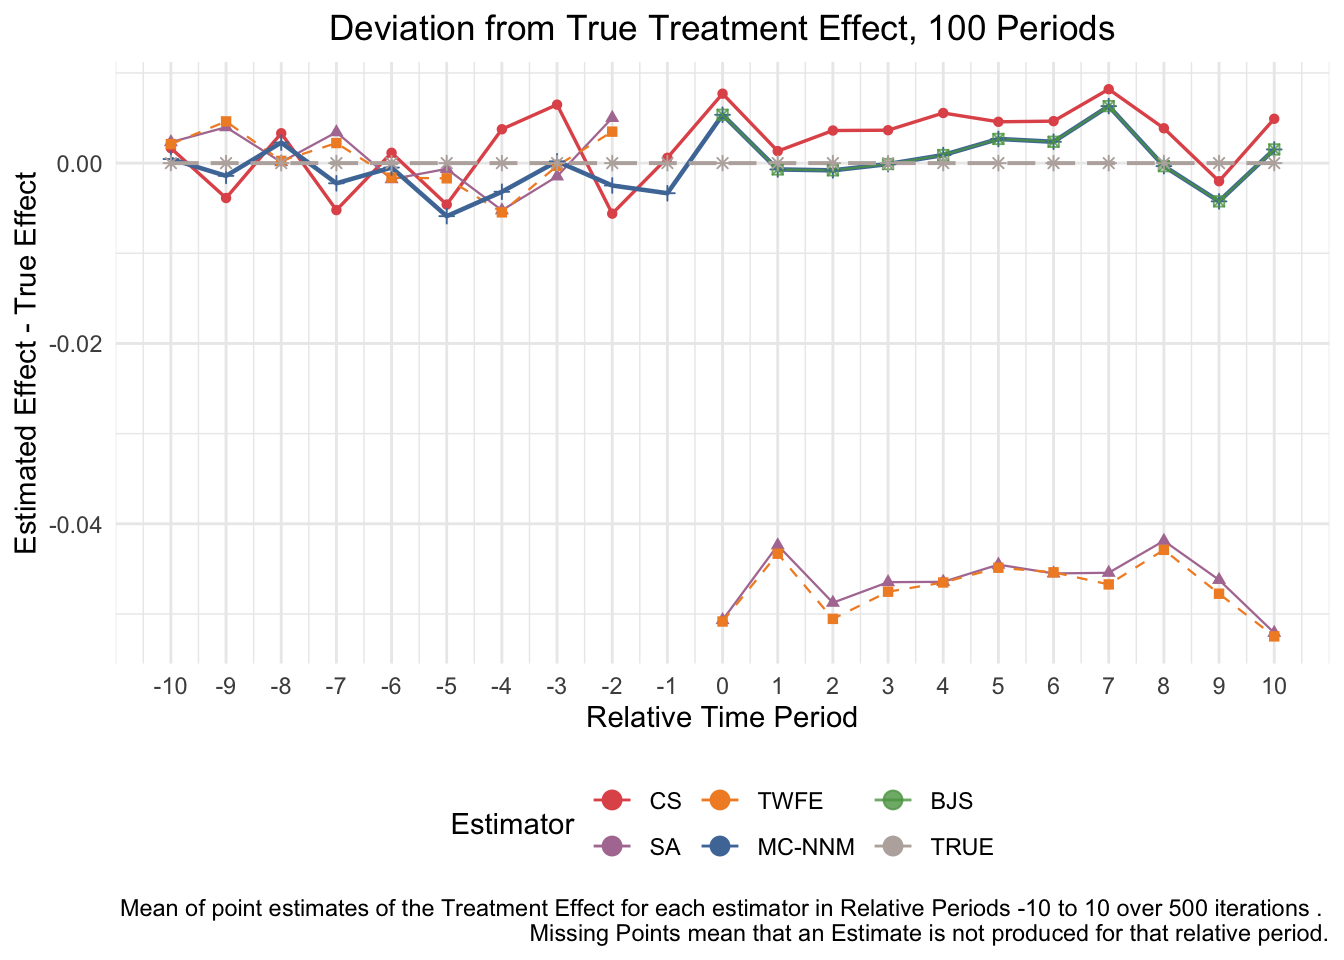 Deviation from True Treatment Effect, 100 Periods
Estimated Effect - True Effect
0.00
-0.02
-0.04
-10 -9 -8 -7 -6 -5 -4 -3 -2 -1 0 1 2 3 4 5 6 7 8 9 10
Relative Time Period
Estimator
CS TWFE BJS
SA MC-NNM TRUE
Mean of point estimates of the Treatment Effect for each estimator in Relative Periods -10 to 10 over 500 iterations .
Missing Points mean that an Estimate is not produced for that relative period.